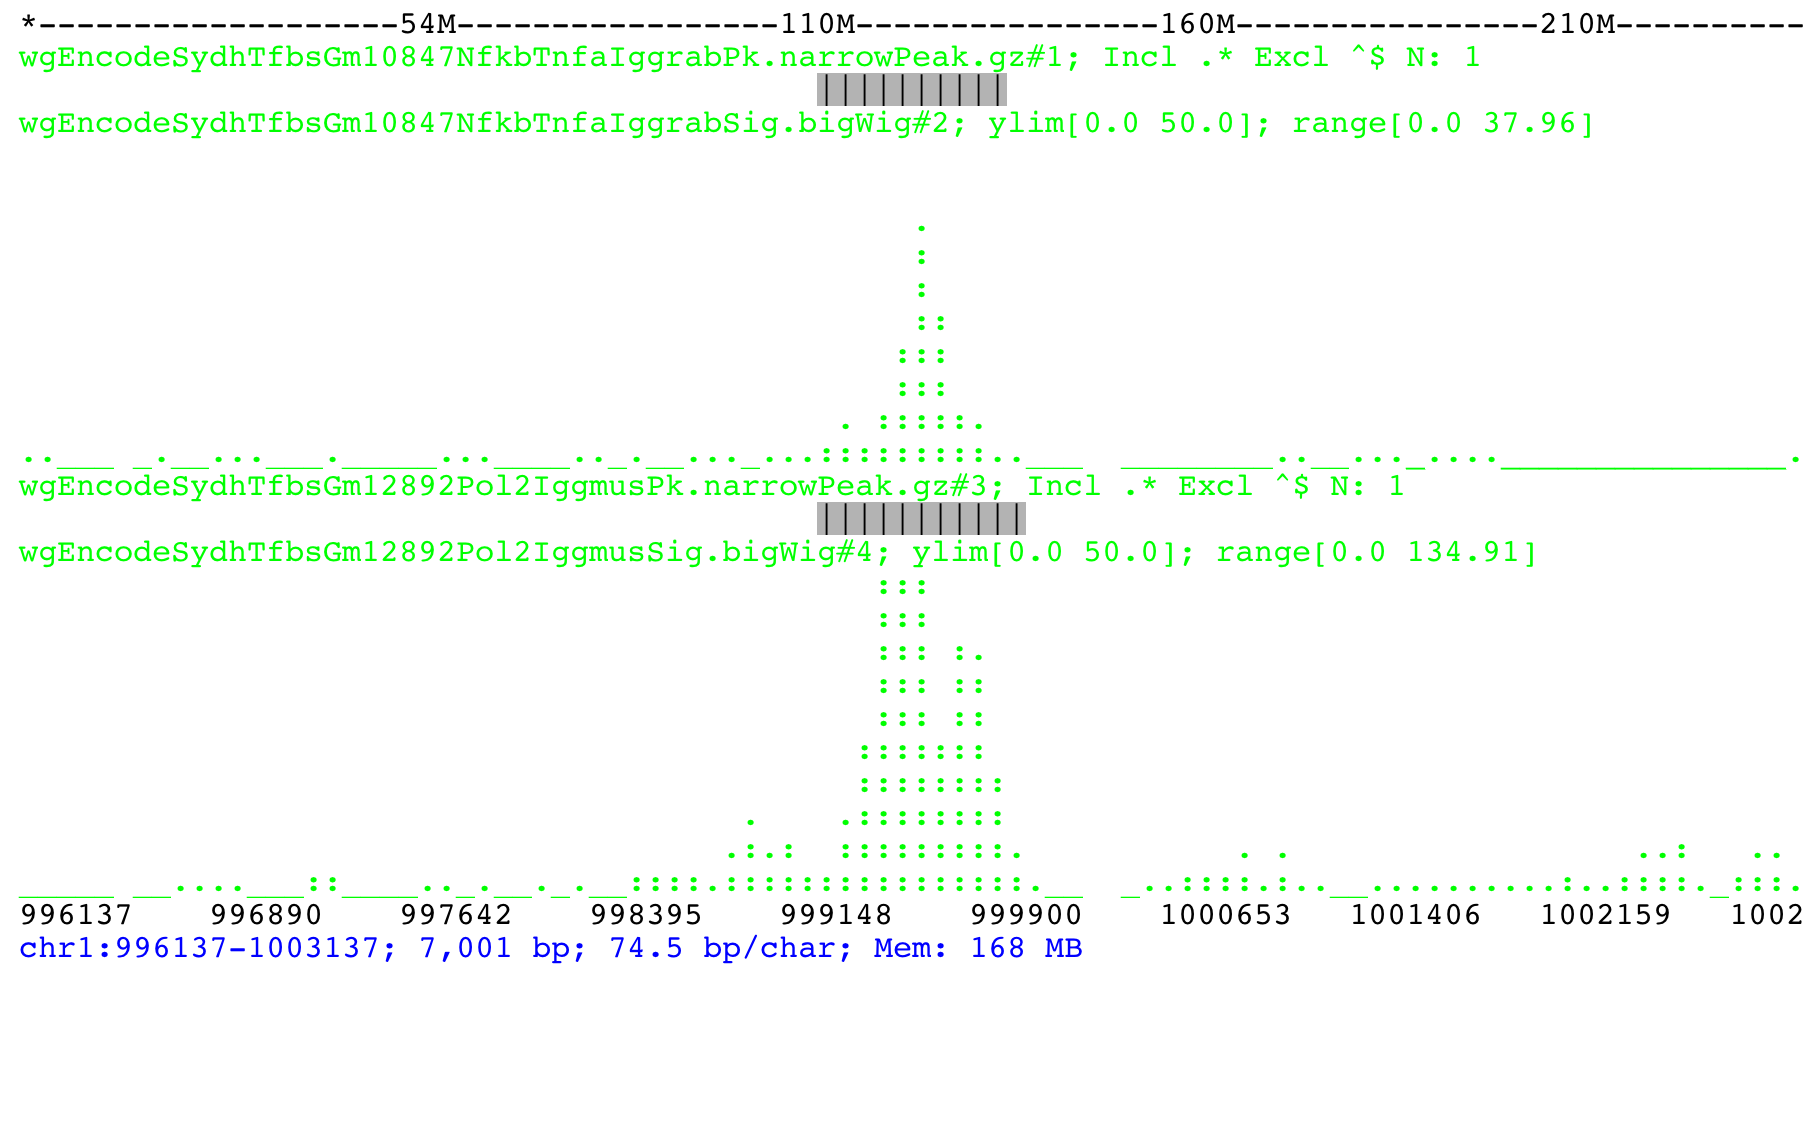 *-------------------54M-----------------110M----------------160M----------------210M----------
wgEncodeSydhTfbsGm10847NfkbTnfaIggrabPk.narrowPeak.gz#1; Incl .* Excl ^$ N: 1
||||||||||
wgEncodeSydhTfbsGm10847NfkbTnfaIggrabSig.bigWig#2; ylim[0.0 50.0]; range[0.0 37.96]
wgEncodeSydhTfbsGm12892Pol2IggmusPk.narrowPeak.gz#3; Incl .* Excl ^$ N: 1
|||||||||||
wgEncodeSydhTfbsGm12892Pol2IggmusSig.bigWig#4; ylim[0.0 50.0]; range[0.0 134.91]
996137 996890 997642 998395 999148 999900 1000653 1001406 1002159 1002
chr1:996137-1003137; 7,001 bp; 74.5 bp/char; Mem: 168 MB